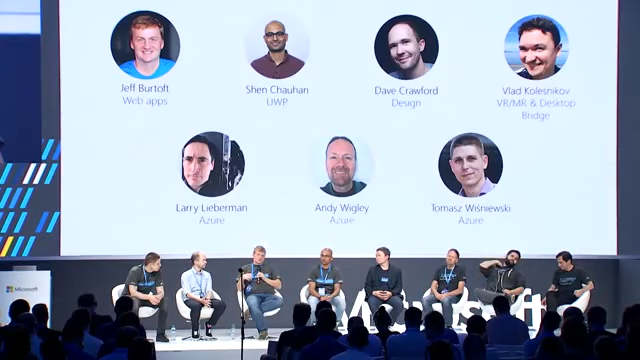 Jeff Burtoft
Web apps
Shen Chauhan
UWP
Dave Crawford
Design
Vlad Kolesnikov
VR/MR & Desktop
Bridge
Larry Lieberman
Azure
Andy Wigley
Azure
Tomasz Wiśniewski
Azure
Microsoft